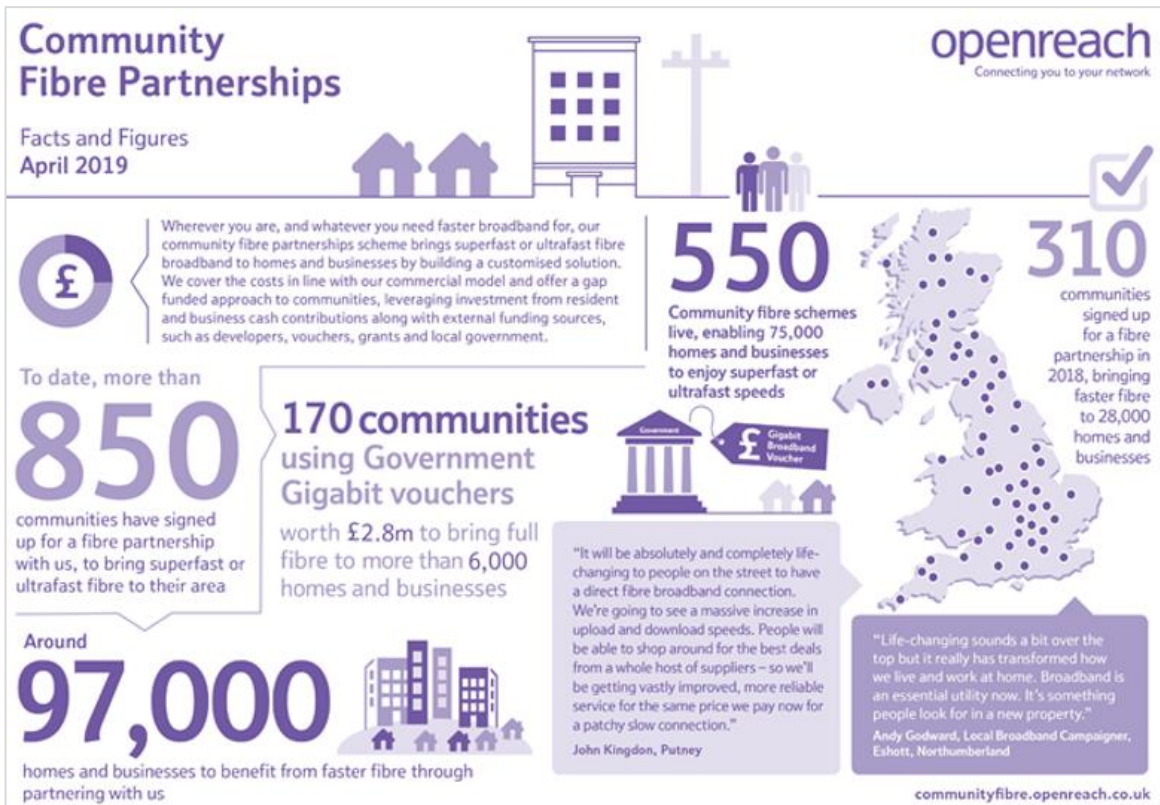 Community
Fibre Partnerships
Facts and Figures
April 2019
openreach
Connecting you to your network
£
Wherever you are, and whatever you need faster broadband for, our
community fibre partnerships scheme brings superfast or ultrafast fibre
broadband to homes and businesses by building a customised solution.
We cover the costs in line with our commercial model and offer a gap
funded approach to communities, leveraging investment from resident
and business cash contributions along with external funding sources,
such as developers, vouchers, grants and local government.
550
Community fibre schemes
live, enabling 75,000
homes and businesses
to enjoy superfast or
ultrafast speeds
310
communities
signed up
for a fibre
partnership in
2018, bringing
faster fibre
to 28,000
homes and
businesses
To date, more than
850
communities have signed
up for a fibre partnership
with us, to bring superfast or
ultrafast fibre to their area
170 communities
using Government
Gigabit vouchers
worth £2.8m to bring full
fibre to more than 6,000
homes and businesses
Government
£
Gigabit
Broadband
Voucher
Around
97,000
homes and businesses to benefit from faster fibre through
partnering with us
"It will be absolutely and completely life-
changing to people on the street to have
a direct fibre broadband connection.
We're going to see a massive increase in
upload and download speeds. People will
be able to shop around for the best deals
from a whole host of suppliers – so we'll
be getting vastly improved, more reliable
service for the same price we pay now for
a patchy slow connection."
John Kingdon, Putney
"Life-changing sounds a bit over the
top but it really has transformed how
we live and work at home. Broadband is
an essential utility now. It's something
people look for in a new property."
Andy Godward, Local Broadband Campaigner,
Eshott, Northumberland
communityfibre.openreach.co.uk